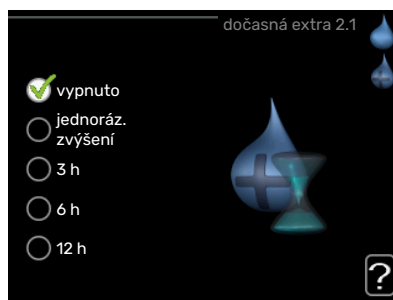 dočasná extra 2.1
vypnuto
jednoráz.
zvýšení
3 h
6 h
12 h
?